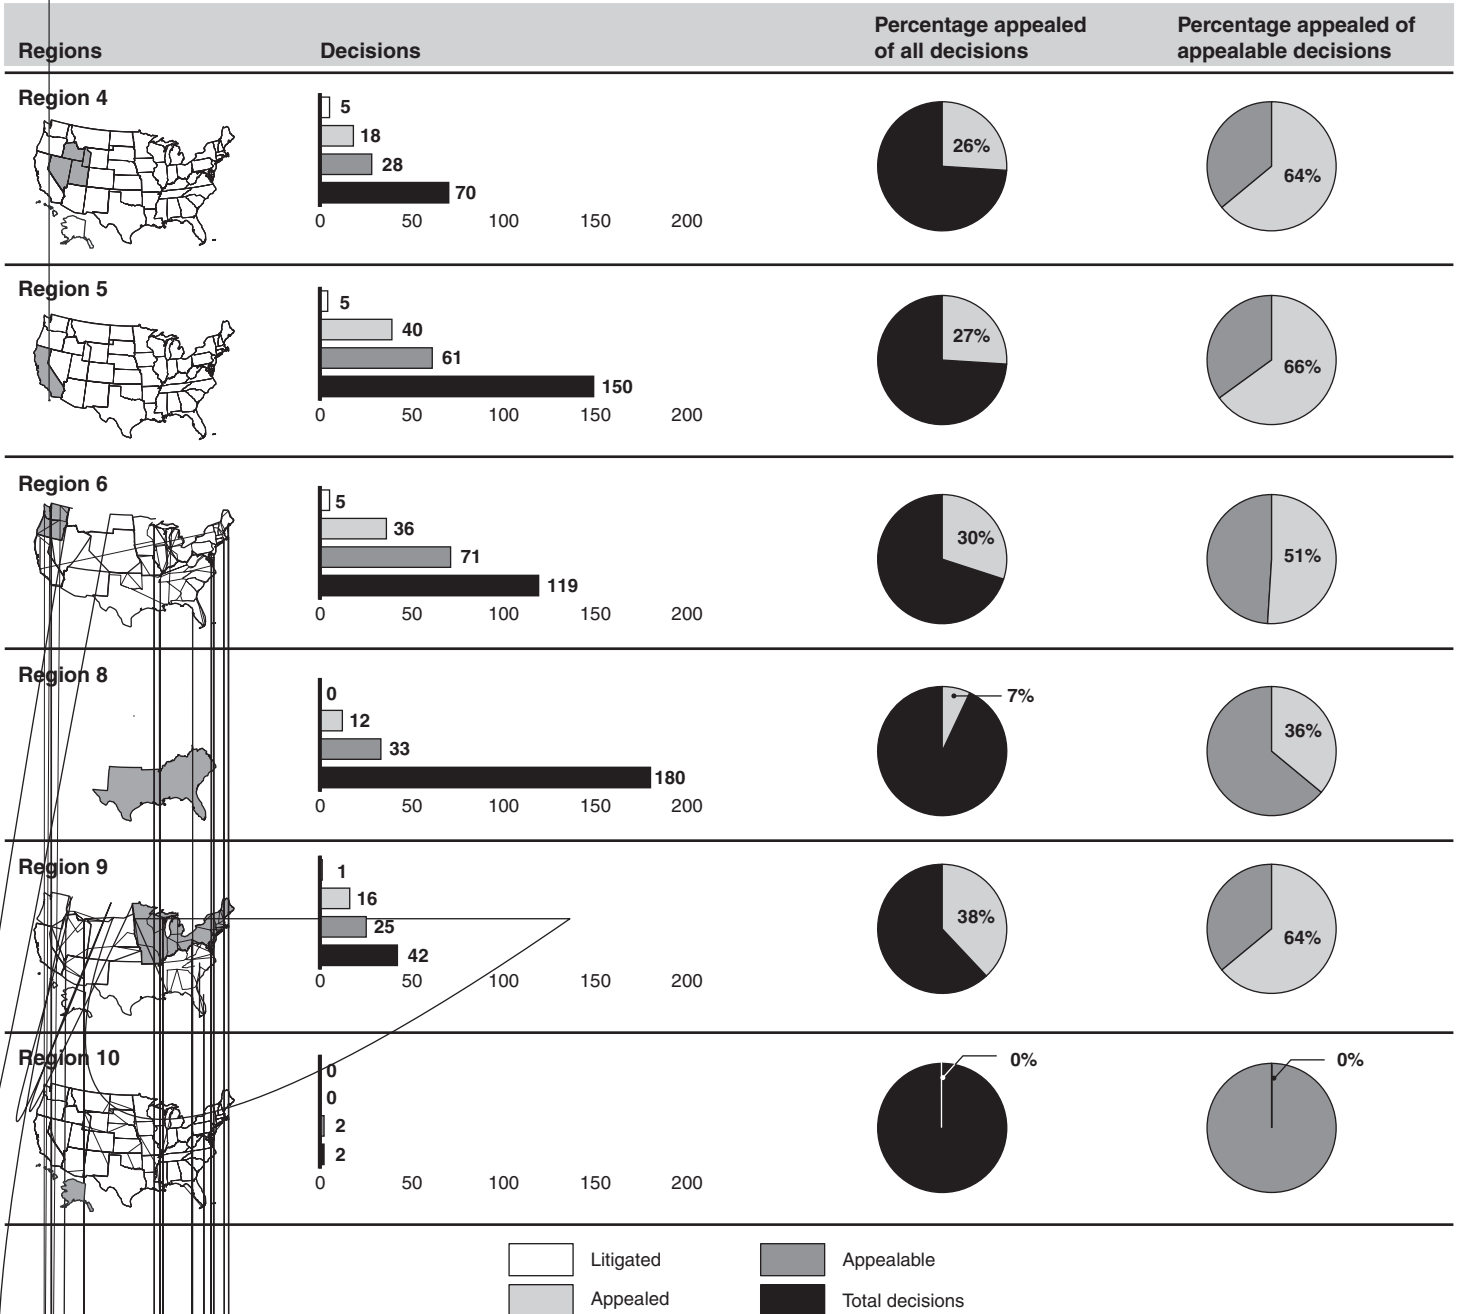 Regions
Decisions
Percentage appealed
of all decisions
Percentage appealed of
appealable decisions
Region 4
5
18
28
70
0 50 100 150 200
26%
64%
Region 5
5
40
61
150
0 50 100 150 200
27%
66%
Region 6
5
36
71
119
0 50 100 150 200
30%
51%
Region 8
0
12
33
180
0 50 100 150 200
7%
36%
Region 9
1
16
25
42
0 50 100 150 200
38%
64%
Region 10
0
0
2
2
0 50 100 150 200
0%
0%
Litigated
Appealable
Appealed
Total decisions